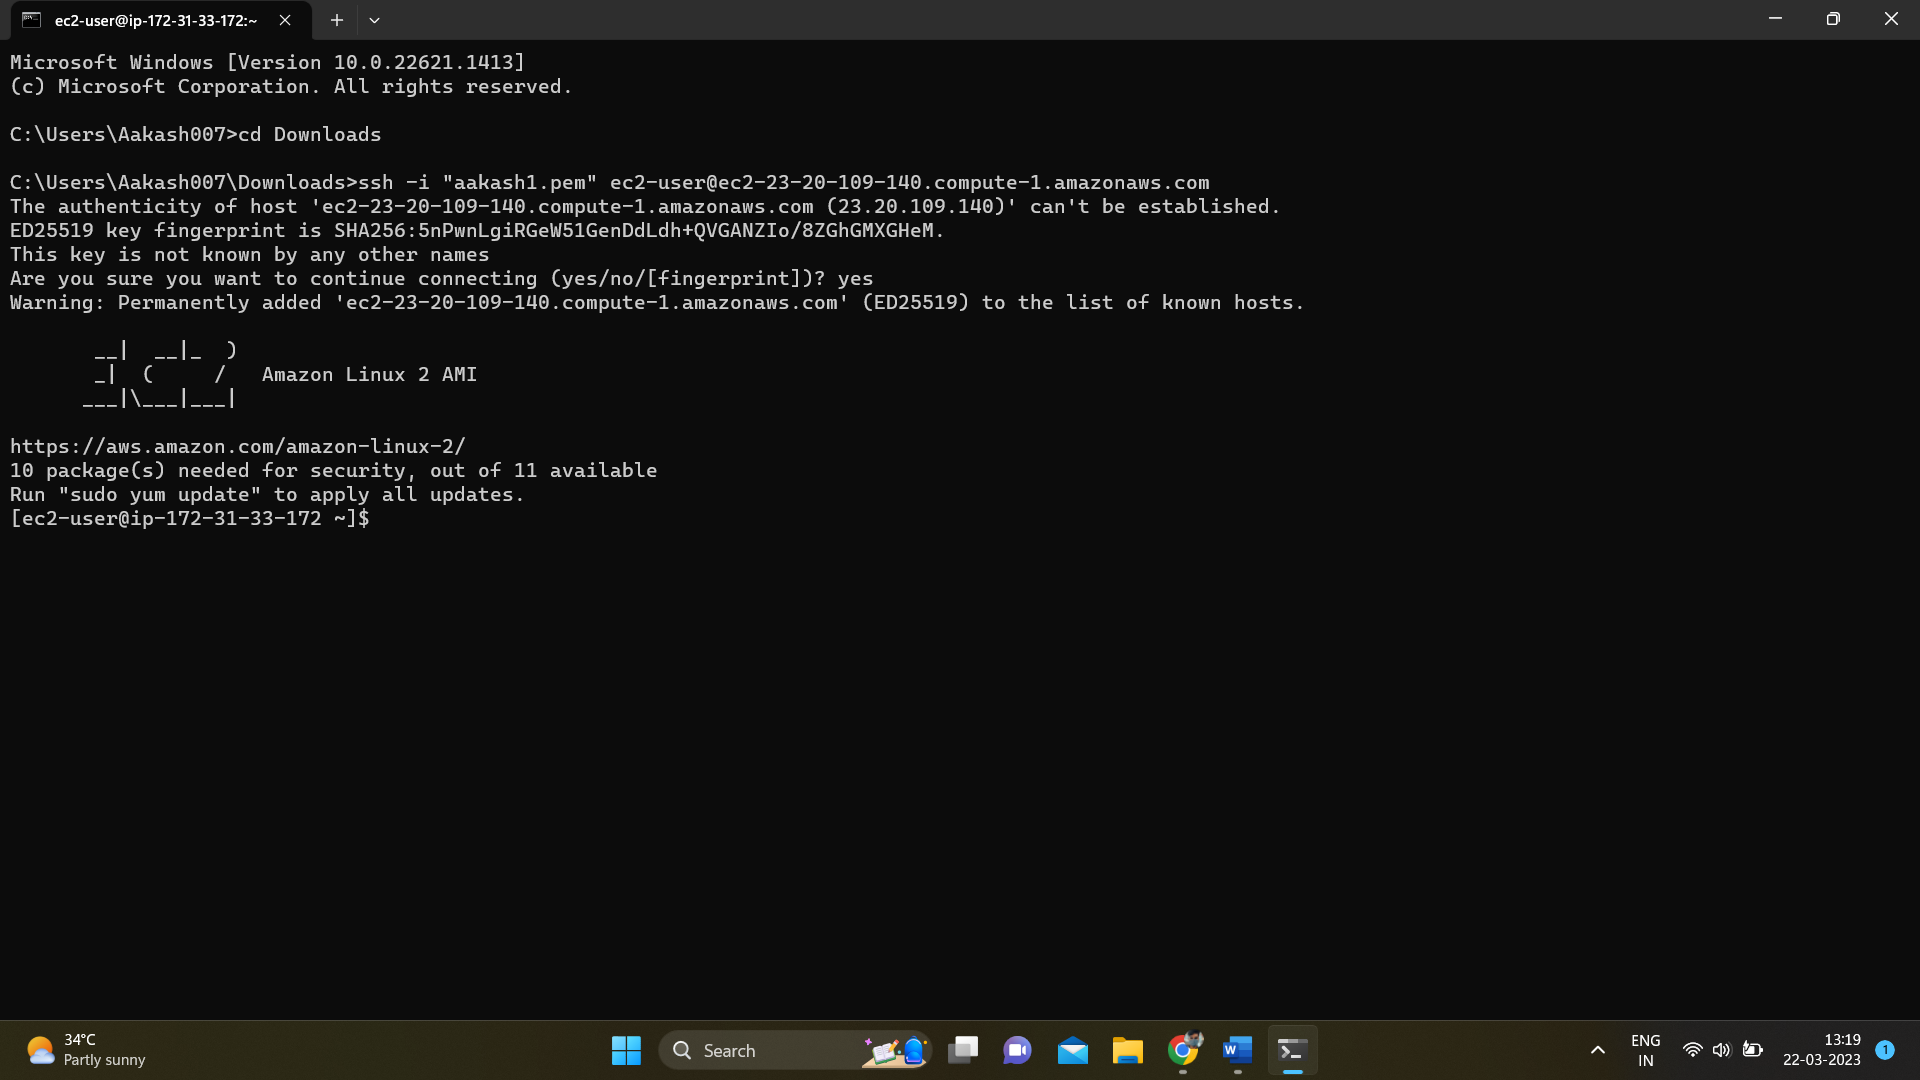 ec2-user@ip-172-31-33-172:~
Microsoft Windows [Version 10.0.22621.1413]
(c) Microsoft Corporation. All rights reserved.
C:\Users\Aakash007>cd Downloads
C:\Users\Aakash007\Downloads>ssh -i "aakash1.pem" ec2-user@ec2-23-20-109-140.compute-1.amazonaws.com
The authenticity of host 'ec2-23-20-109-140.compute-1.amazonaws.com (23.20.109.140)' can't be established.
ED25519 key fingerprint is SHA256:5nPwnLgiRGeW51GenDdLdh+QVGANZIo/8ZGhGMXGHeM.
This key is not known by any other names
Are you sure you want to continue connecting (yes/no/[fingerprint])? yes
Warning: Permanently added 'ec2-23-20-109-140.compute-1.amazonaws.com' (ED25519) to the list of known hosts.
       __|  __|_  )
       _|  (     /   Amazon Linux 2 AMI
      ___|\___|___|
https://aws.amazon.com/amazon-linux-2/
10 package(s) needed for security, out of 11 available
Run "sudo yum update" to apply all updates.
[ec2-user@ip-172-31-33-172 ~]$
34°C
Partly sunny
Search
W
ENG
IN
13:19
22-03-2023
1